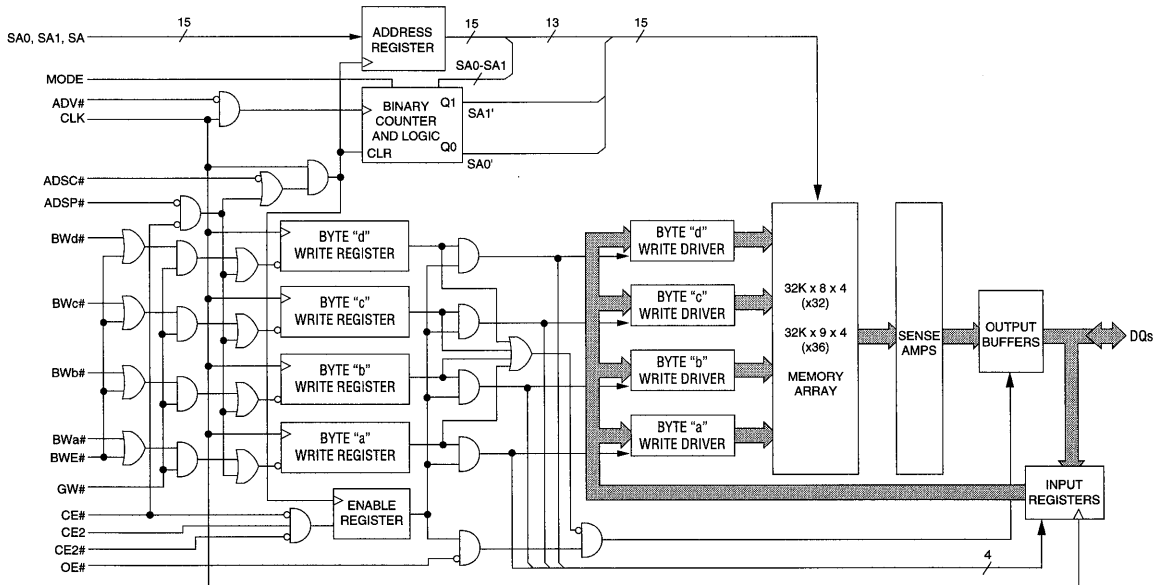 15
SA0, SA1, SA
ADDRESS
REGISTER
15
13
15
SA0-SA1
MODE
ADV#
CLK
BINARY
COUNTER
AND LOGIC
Q1
Q0
CLR
SA1'
SA0'
ADSC#
ADSP#
BWd#
BYTE "d"
WRITE REGISTER
BYTE "d"
WRITE DRIVER
BWc#
BYTE "c"
WRITE REGISTER
BYTE "c"
WRITE DRIVER
BWb#
BYTE "b"
WRITE REGISTER
BYTE "b"
WRITE DRIVER
BWa#
BWE#
BYTE "a"
WRITE REGISTER
BYTE "a"
WRITE DRIVER
32K x 8 x 4
(x32)
32K x 9 x 4
(x36)
MEMORY
ARRAY
SENSE
AMPS
OUTPUT
BUFFERS
DQs
GW#
CE#
CE2
CE2#
OE#
ENABLE
REGISTER
INPUT
REGISTERS
4